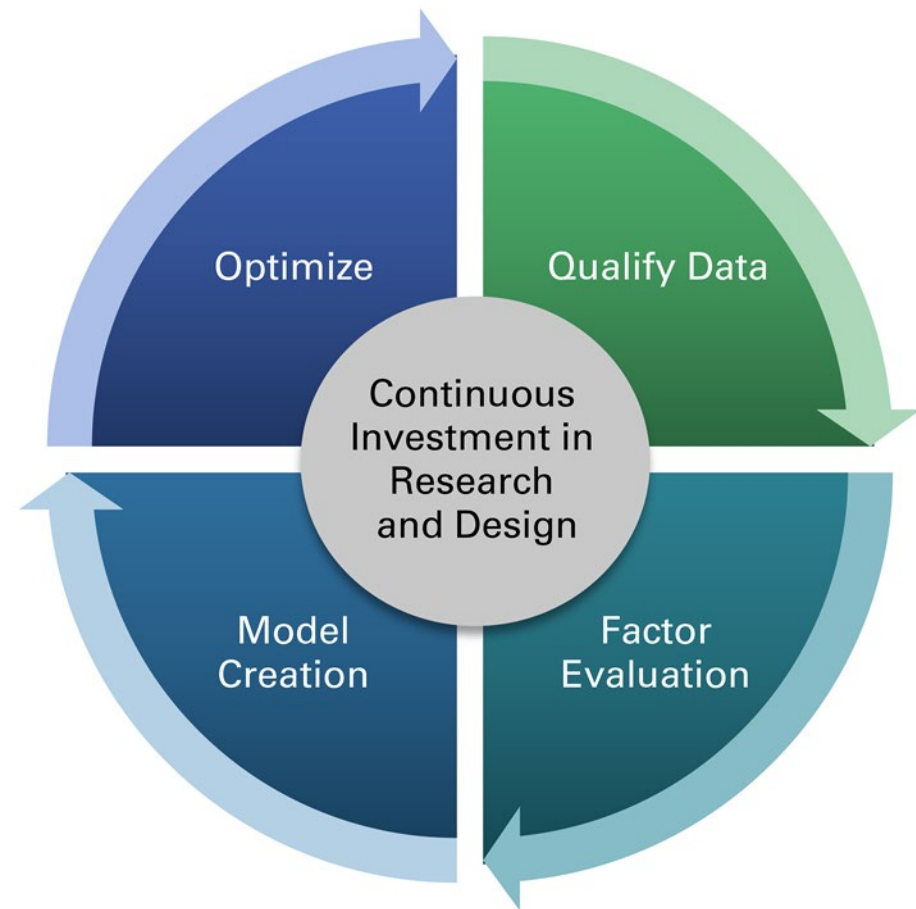 Optimize
Qualify Data
Continuous
Investment in
Research
and Design
Model
Creation
Factor
Evaluation